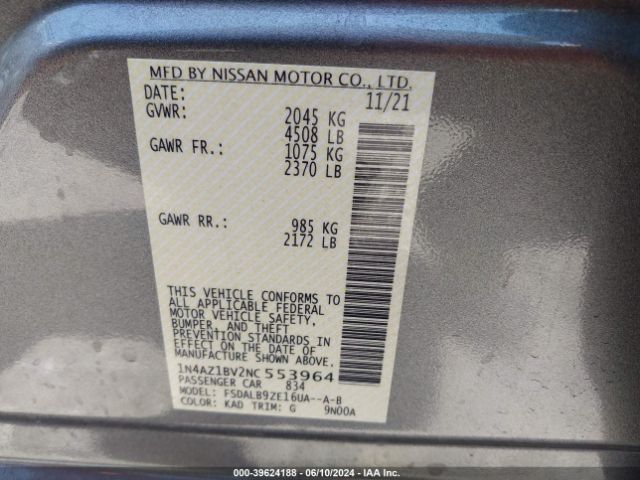 MFD BY NISSAN MOTOR CO., LTD.
DATE: 11/21
GVWR: 2045 KG
4508 LB
GAWR FR.: 1075 KG
2370 LB
GAWR RR.: 985 KG
2172 LB
THIS VEHICLE CONFORMS TO
ALL APPLICABLE FEDERAL
MOTOR VEHICLE SAFETY,
BUMPER, AND THEFT
PREVENTION STANDARDS
IN EFFECT ON THE DATE OF
MANUFACTURE SHOWN ABOVE.
1N4AZ1BV2NC553964
PASSENGER CAR 834
MODEL: FSDALB9ZE16UA--A-B
COLOR: KAD TRIM: G 9N00A
000-39624188 - 06/10/2024 - IAA Inc.